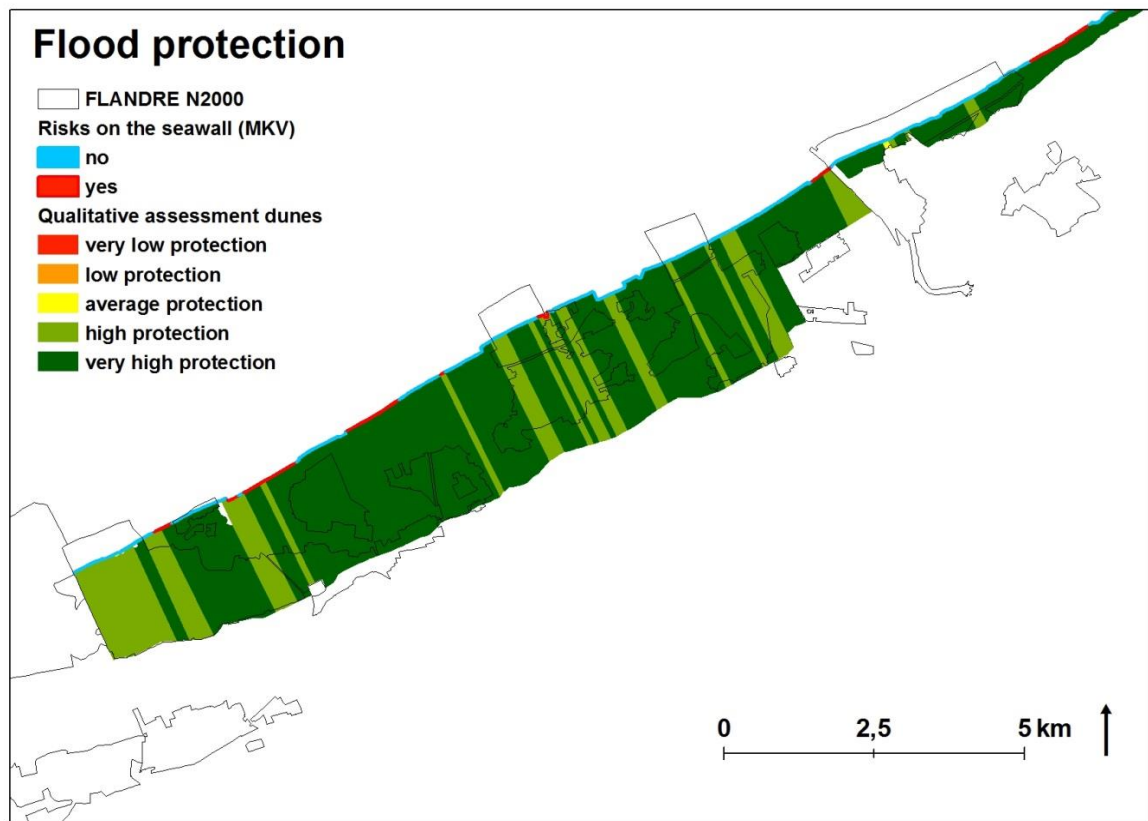 Flood protection
FLANDRE N2000
Risks on the seawall (MKV)
no
yes
Qualitative assessment dunes
very low protection
low protection
average protection
high protection
very high protection
0 2,5 5 km